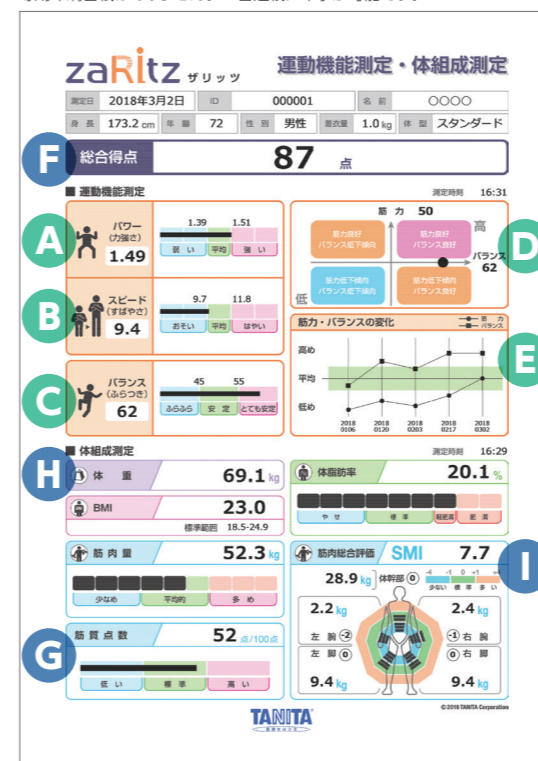 zaRitz ザリッツ 運動機能測定・体組成測定
測定日 2018年3月2日 ID 000001 名前 〇〇〇〇
身長 173.2 cm 年齢 72 性別 男性 着衣量 1.0 kg 体型 スタンダード
F 総合得点 87 点
■ 運動機能測定 測定時刻 16:31
A パワー (力強さ) 1.49
1.39 1.51
弱い 平均 強い
B スピード (すばやさ) 9.4
9.7 11.8
おそい 平均 はやい
C バランス (ふらつき) 62
45 55
ふらふら 安定 とても安定
筋力 50
高
筋力良好 バランス低下傾向
筋力良好 バランス良好
D
バランス 62
筋力低下傾向 バランス低下傾向
筋力低下傾向 バランス良好
低
筋力・バランスの変化
筋力
バランス
E
高め
平均
低め
2018 0106
2018 0120
2018 0203
2018 0217
2018 0302
■ 体組成測定 測定時刻 16:29
H 体重 69.1 kg
BMI 23.0
標準範囲 18.5-24.9
体脂肪率 20.1 %
やせ 標準 軽肥満 肥満
筋肉量 52.3 kg
少なめ 平均的 多め
筋質点数 52 点/100点
G
低い 標準 高い
筋肉総合評価 SMI 7.7
I
28.9 kg 体幹部 0
-4 -1 0 +1 +4
少ない 標準 多い
2.2 kg 2.4 kg
左腕 -2 -1 右腕
左脚 0 0 右脚
9.4 kg 9.4 kg
TANITA
©2018 TANITA Corporation